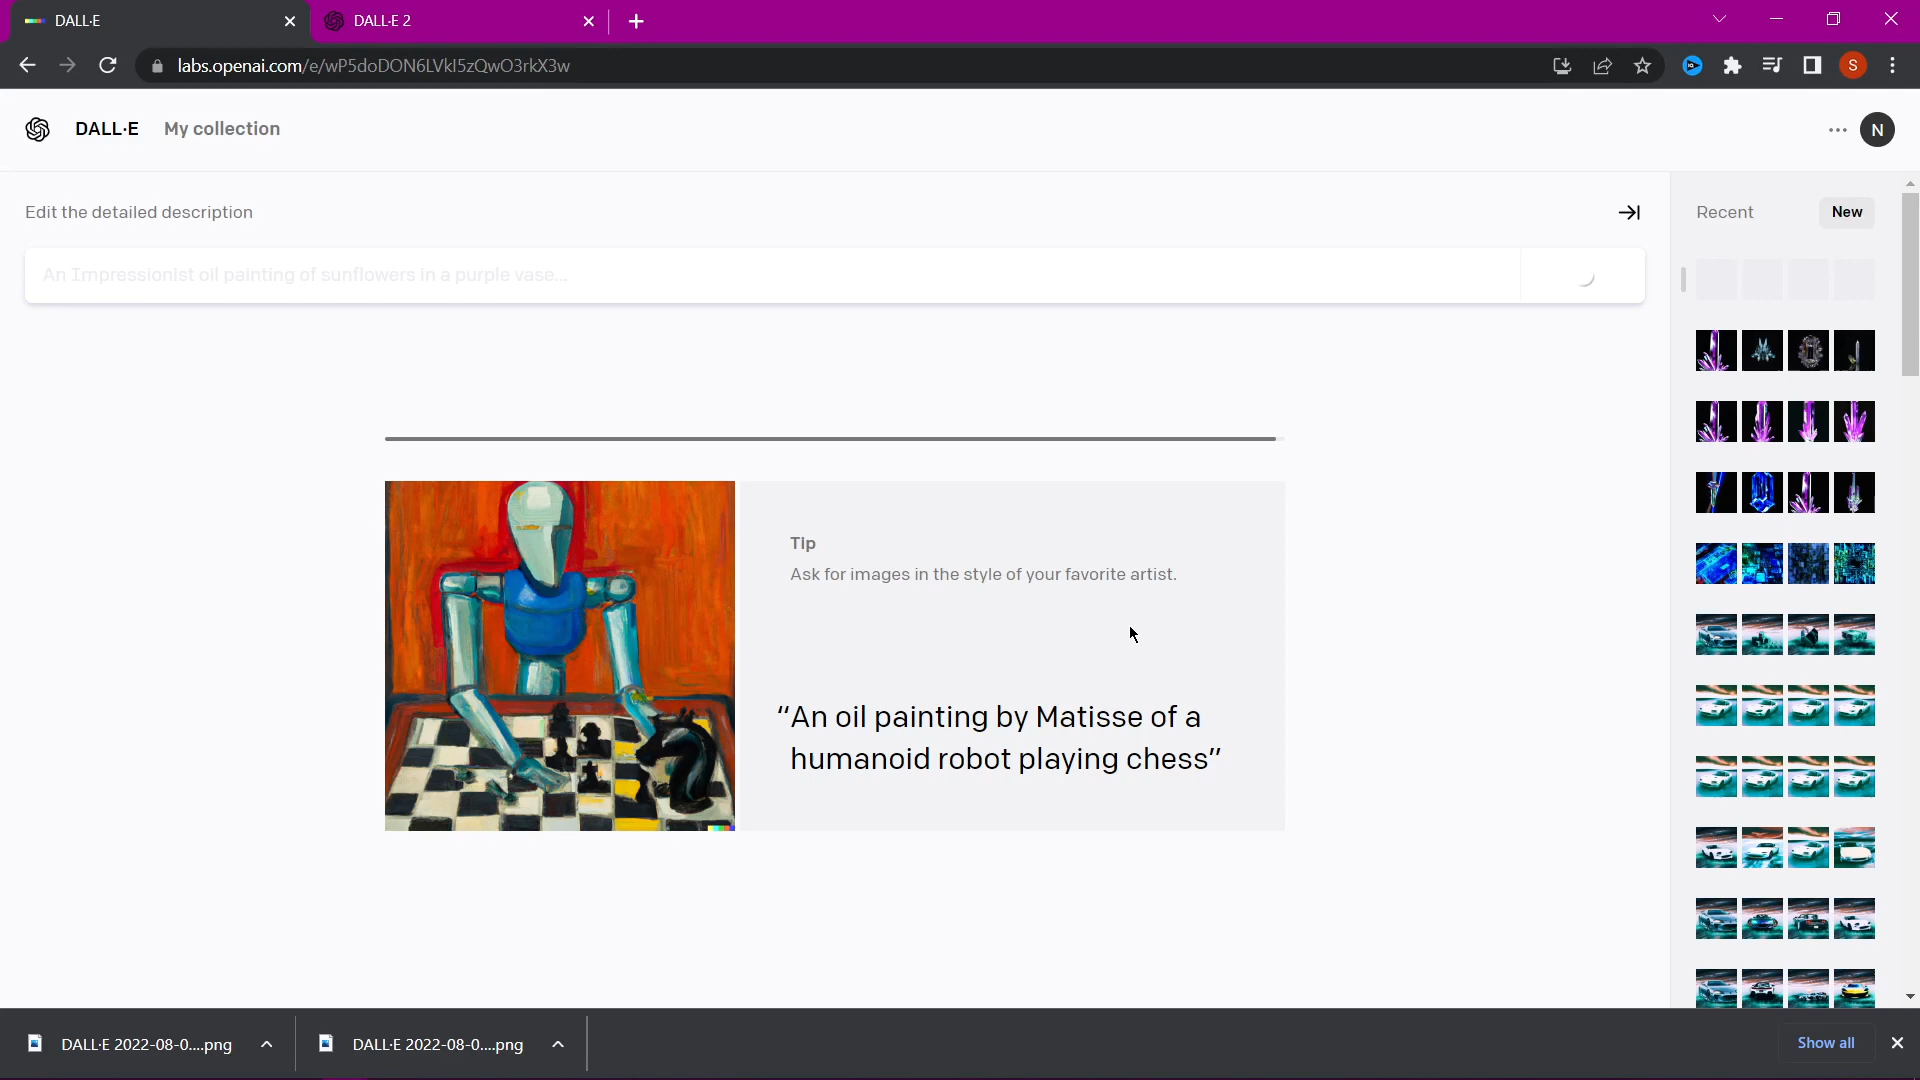 DALL·E
DALL·E 2
labs.openai.com/e/wP5doDON6LVkI5zQwO3rkX3w
S
DALL·E
My collection
N
Edit the detailed description
Recent
New
An Impressionist oil painting of sunflowers in a purple vase...
Tip
Ask for images in the style of your favorite artist.
“An oil painting by Matisse of a
humanoid robot playing chess”
DALL·E 2022-08-0....png
DALL·E 2022-08-0....png
Show all